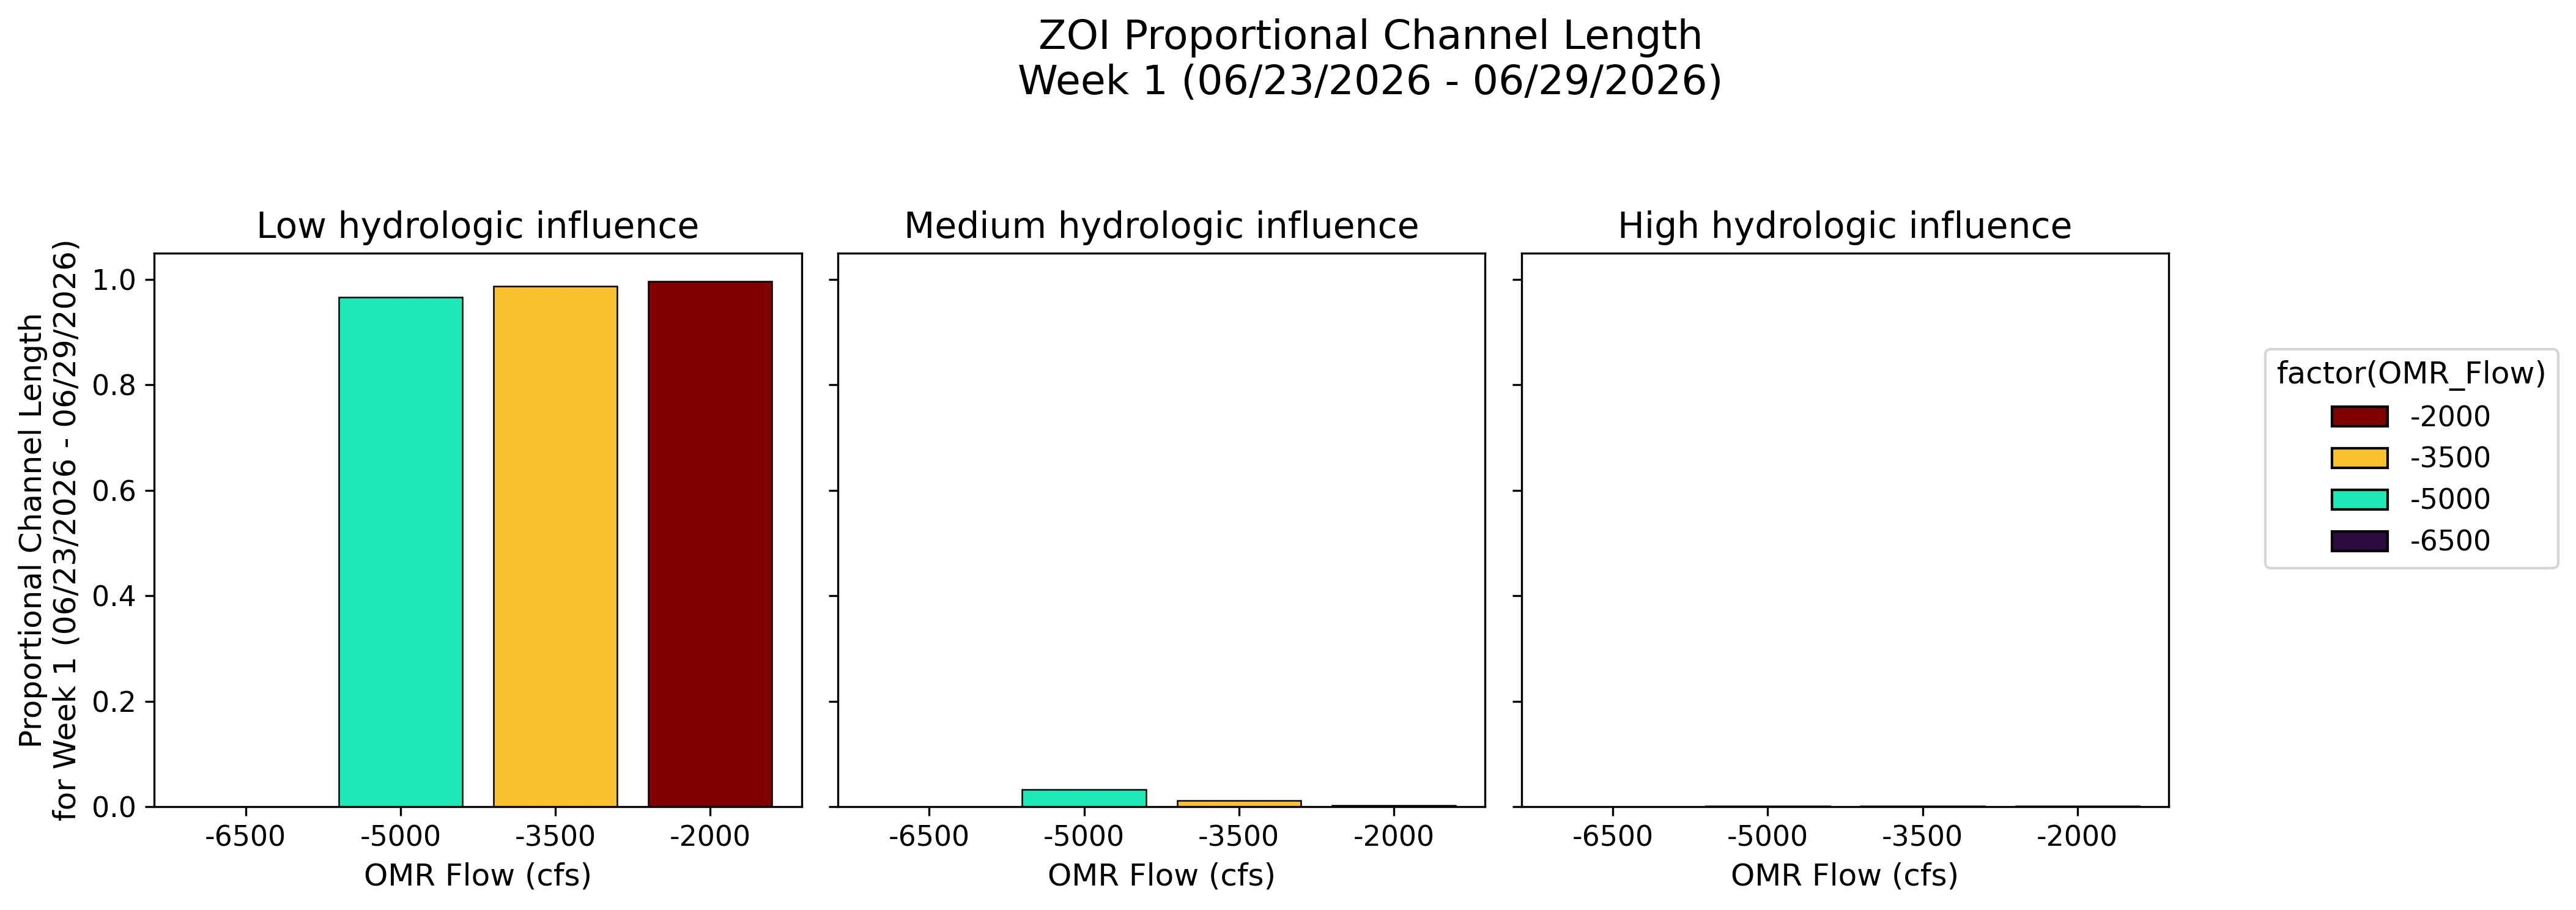 ZOI Proportional Channel Length
Week 1 (06/23/2026 - 06/29/2026)
Low hydrologic influence
Medium hydrologic influence
High hydrologic influence
Proportional Channel Length
for Week 1 (06/23/2026 - 06/29/2026)
1.0
0.8
0.6
0.4
0.2
0.0
-6500 -5000 -3500 -2000
OMR Flow (cfs)
-6500 -5000 -3500 -2000
OMR Flow (cfs)
-6500 -5000 -3500 -2000
OMR Flow (cfs)
factor(OMR_Flow)
-2000
-3500
-5000
-6500